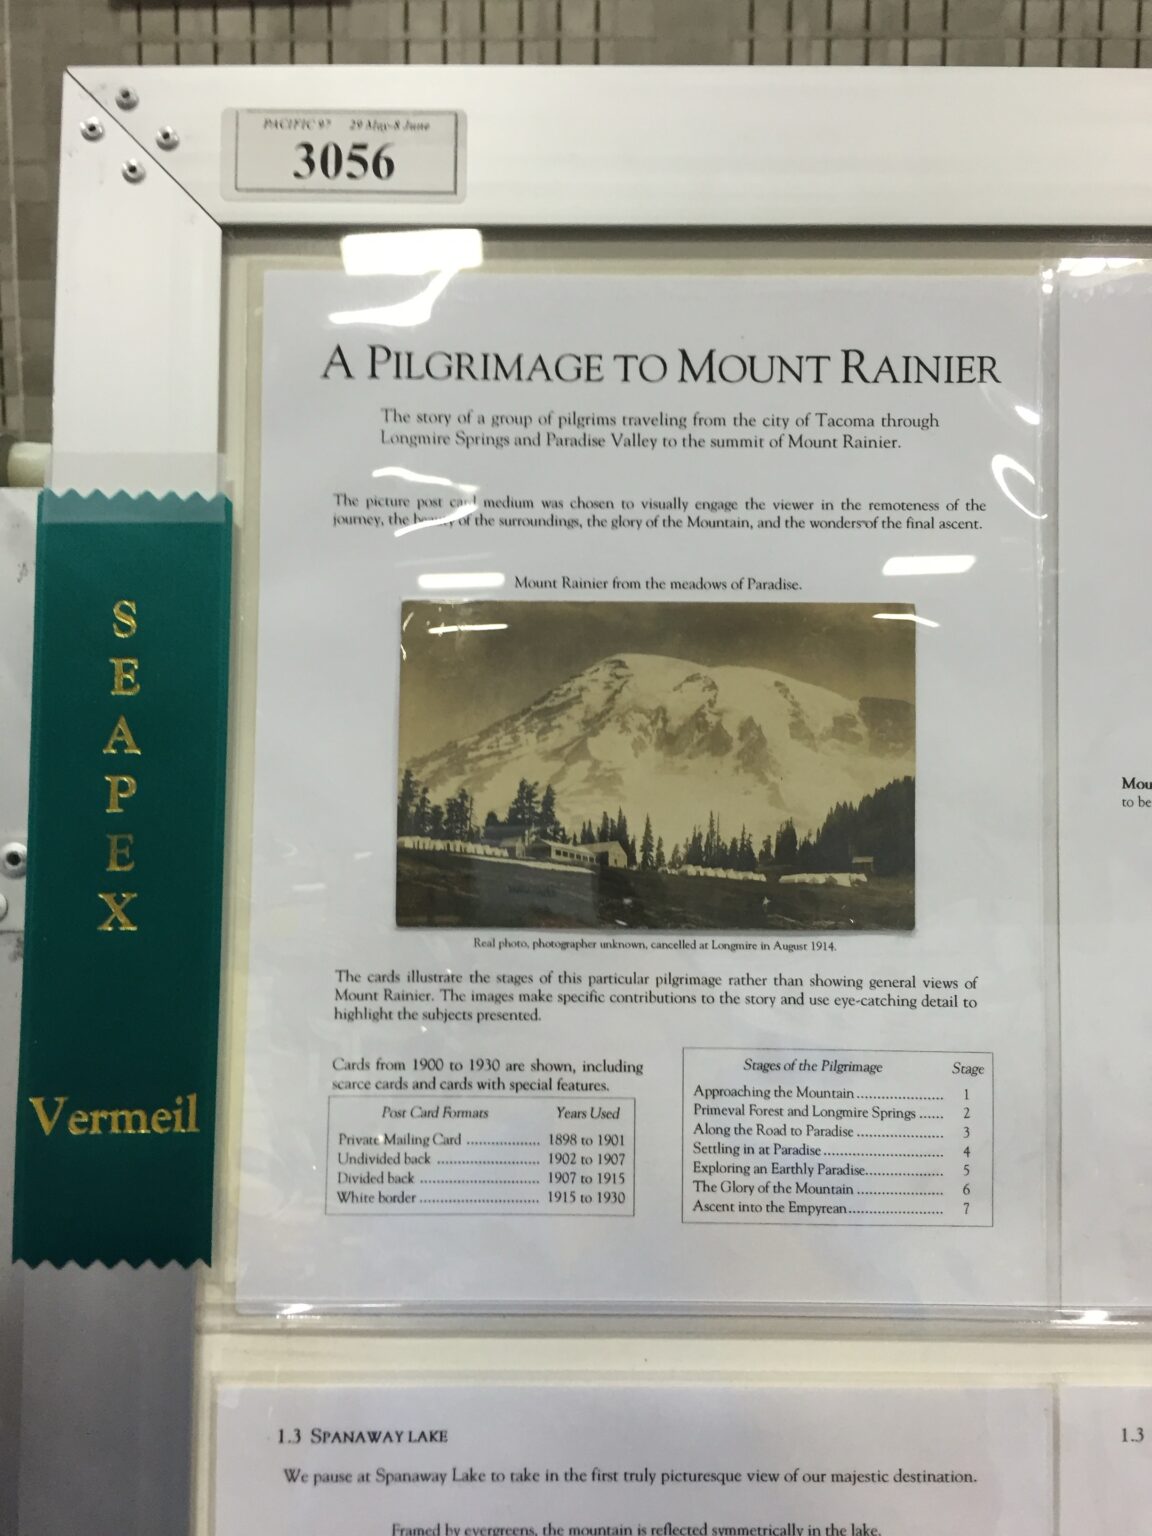 PACIFIC 97 29 May-8 June
3056
A PILGRIMAGE TO MOUNT RAINIER
The story of a group of pilgrims traveling from the city of Tacoma through
Longmire Springs and Paradise Valley to the summit of Mount Rainier.
The picture post card medium was chosen to visually engage the viewer in the remoteness of the
journey, the beauty of the surroundings, the glory of the Mountain, and the wonders of the final ascent.
Mount Rainier from the meadows of Paradise.
Real photo, photographer unknown, cancelled at Longmire in August 1914.
The cards illustrate the stages of this particular pilgrimage rather than showing general views of
Mount Rainier. The images make specific contributions to the story and use eye-catching detail to
highlight the subjects presented.
Cards from 1900 to 1930 are shown, including
scarce cards and cards with special features.
Post Card Formats Years Used
Private Mailing Card .................. 1898 to 1901
Undivided back .......................... 1902 to 1907
Divided back .............................. 1907 to 1915
White border .............................. 1915 to 1930
Stages of the Pilgrimage Stage
Approaching the Mountain ...................... 1
Primeval Forest and Longmire Springs ...... 2
Along the Road to Paradise ...................... 3
Settling in at Paradise .............................. 4
Exploring an Earthly Paradise.................... 5
The Glory of the Mountain ...................... 6
Ascent into the Empyrean........................ 7
SEAPEX
Vermeil
Mou
to be
1.3 SPANAWAY LAKE
We pause at Spanaway Lake to take in the first truly picturesque view of our majestic destination.
Framed by evergreens, the mountain is reflected symmetrically in the lake.
1.3